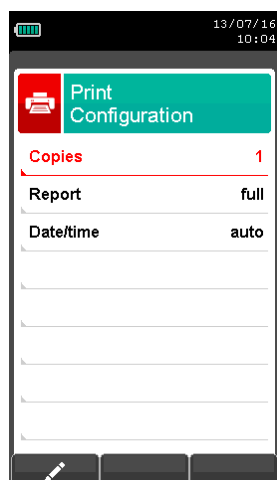 13/07/16
10:04
Print
Configuration
Copies 1
Report full
Date/time auto